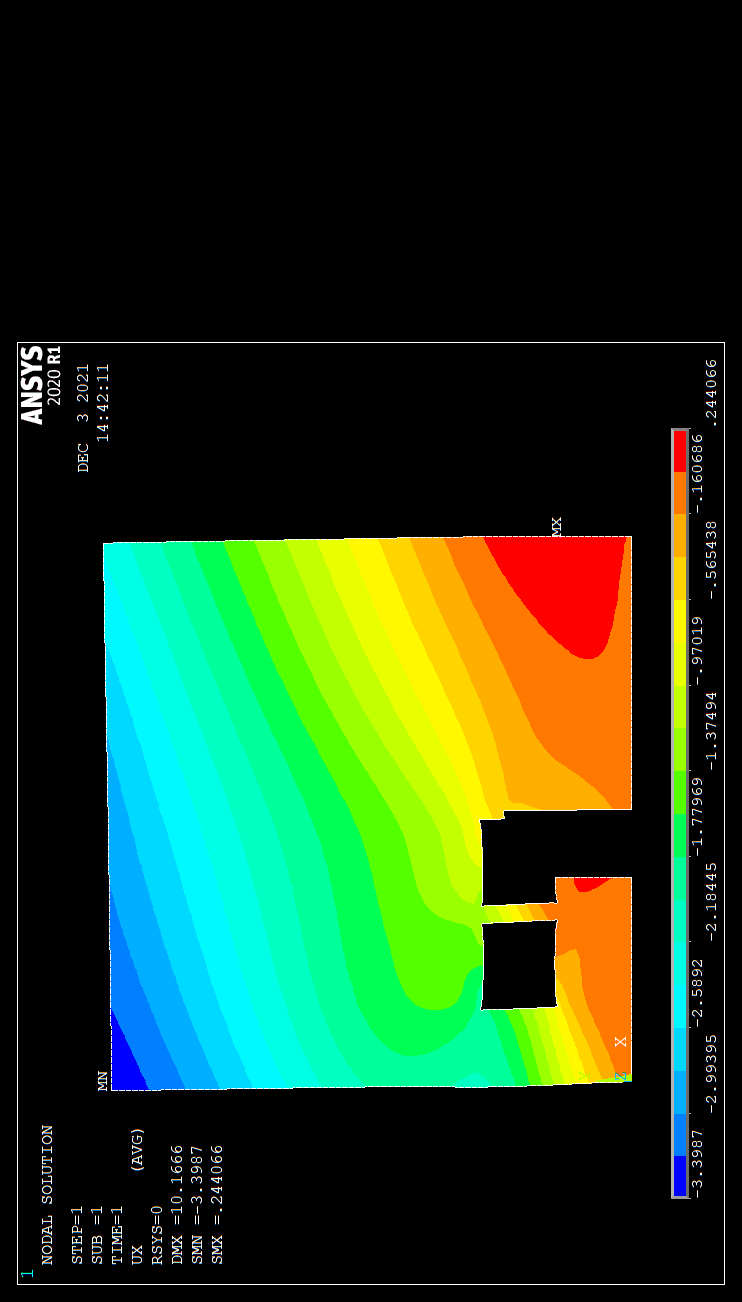 1
NODAL SOLUTION
STEP=1
SUB =1
TIME=1
UX (AVG)
RSYS=0
DMX =10.1666
SMN =-3.3987
SMX =.244066
ANSYS
2020 R1
DEC 3 2021
14:42:11
MN
MX
X
Z
-3.3987
-2.99395
-2.5892
-2.18445
-1.77969
-1.37494
-.97019
-.565438
-.160686
.244066